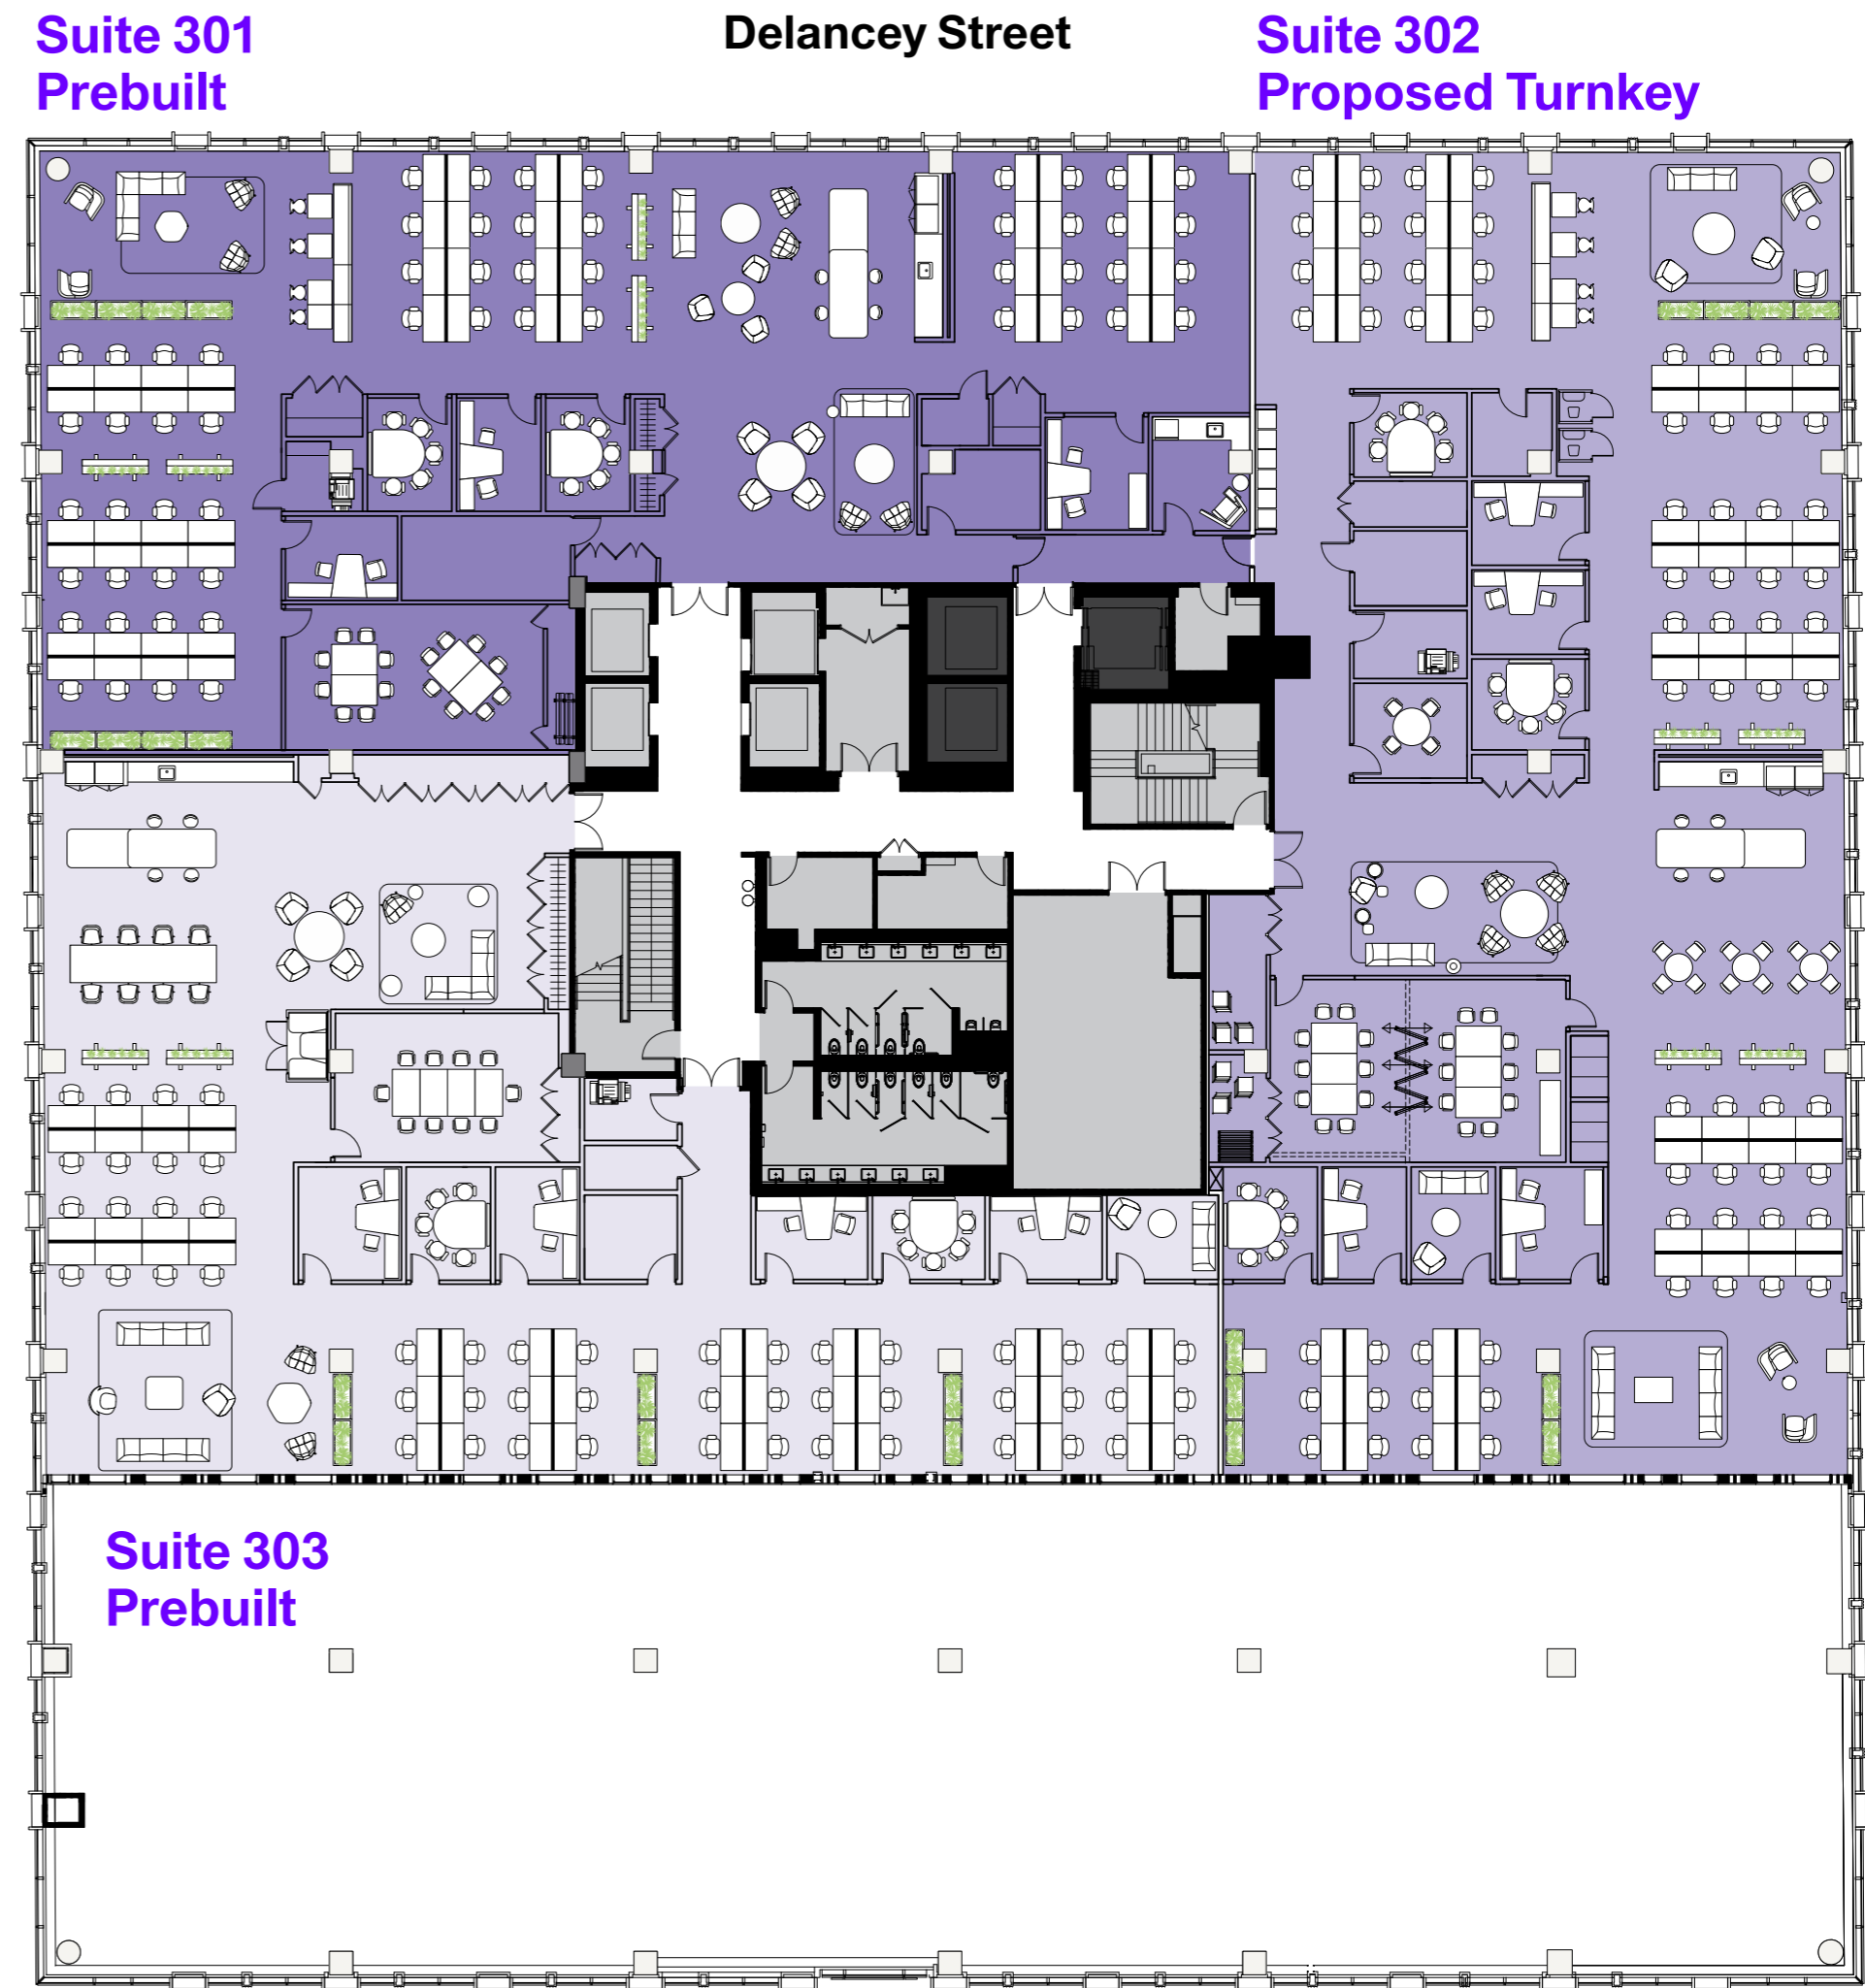 Suite 301
Prebuilt
Delancey Street
Suite 302
Proposed Turnkey
Suite 303
Prebuilt